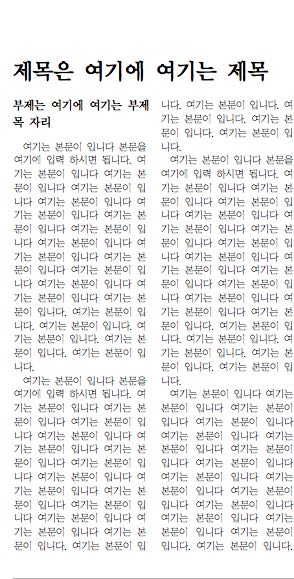 제목은 여기에 여기는 제목
부제는 여기에 여기는 부제
목 자리
여기는 본문이 입니다 본문을
여기에 입력 하시면 됩니다. 여
기는 본문이 입니다 여기는 본
문이 입니다 여기는 본문이 입
니다 여기는 본문이 입니다 여
기는 본문이 입니다 여기는 본
문이 입니다 여기는 본문이 입
니다 여기는 본문이 입니다 여
기는 본문이 입니다 여기는 본
문이 입니다 여기는 본문이 입
니다 여기는 본문이 입니다 여
기는 본문이 입니다 여기는 본
문이 입니다. 여기는 본문이 입
니다. 여기는 본문이 입니다. 여
기는 본문이 입니다. 여기는 본
문이 입니다. 여기는 본문이 입
니다.
여기는 본문이 입니다 본문을
여기에 입력 하시면 됩니다. 여
기는 본문이 입니다 여기는 본
문이 입니다 여기는 본문이 입
니다 여기는 본문이 입니다 여
기는 본문이 입니다 여기는 본
문이 입니다 여기는 본문이 입
니다 여기는 본문이 입니다 여
기는 본문이 입니다 여기는 본
문이 입니다 여기는 본문이 입
니다 여기는 본문이 입니다 여
기는 본문이 입니다 여기는 본
문이 입니다. 여기는 본문이 입
니다. 여기는 본문이 입니다. 여
기는 본문이 입니다. 여기는 본
문이 입니다. 여기는 본문이 입
니다.
여기는 본문이 입니다 본문을
여기에 입력 하시면 됩니다. 여
기는 본문이 입니다 여기는 본
문이 입니다 여기는 본문이 입
니다 여기는 본문이 입니다 여
기는 본문이 입니다 여기는 본
문이 입니다 여기는 본문이 입
니다 여기는 본문이 입니다 여
기는 본문이 입니다 여기는 본
문이 입니다 여기는 본문이 입
니다 여기는 본문이 입니다 여
기는 본문이 입니다 여기는 본
문이 입니다. 여기는 본문이 입
니다. 여기는 본문이 입니다. 여
기는 본문이 입니다. 여기는 본
문이 입니다. 여기는 본문이 입
니다.
여기는 본문이 입니다 여기는
본문이 입니다 여기는 본문이
입니다 여기는 본문이 입니다
여기는 본문이 입니다 여기는
본문이 입니다 여기는 본문이
입니다 여기는 본문이 입니다
여기는 본문이 입니다 여기는
본문이 입니다 여기는 본문이
입니다. 여기는 본문이 입니다.
여기는 본문이 입니다. 여기는